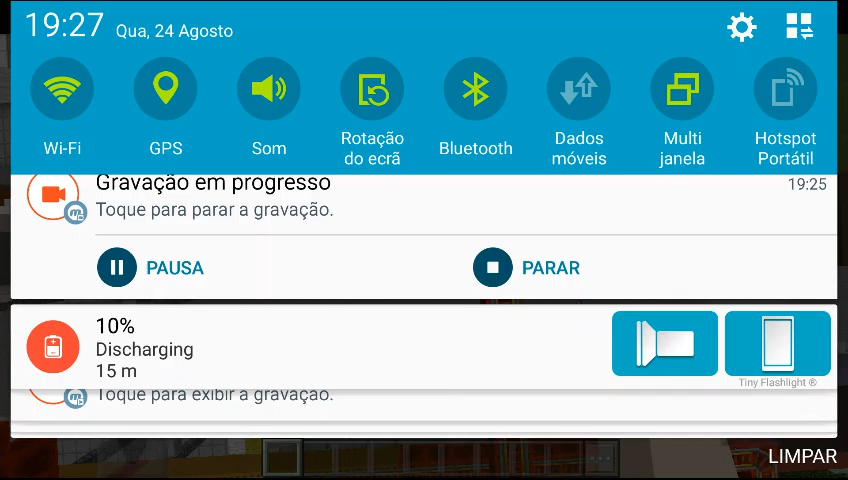 19:27 Qua, 24 Agosto
Wi-Fi
GPS
Som
Rotação
do ecrã
Bluetooth
Dados
móveis
Multi
janela
Hotspot
Portátil
Gravação em progresso
19:25
Toque para parar a gravação.
PAUSA
PARAR
10%
Discharging
15 m
Tiny Flashlight ®
Toque para exibir a gravação.
LIMPAR